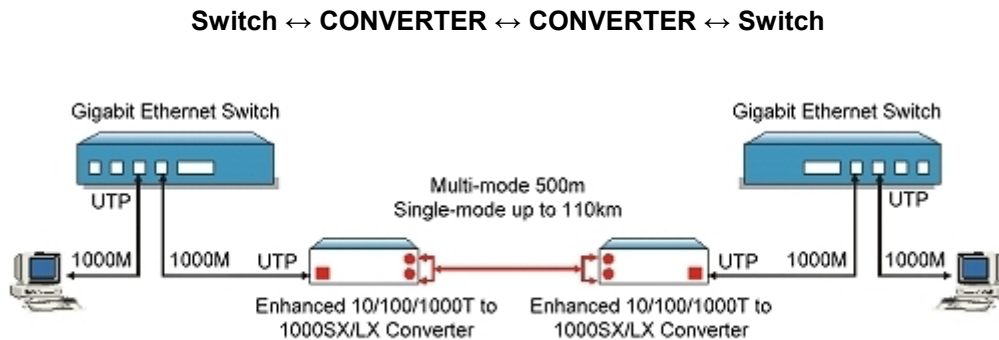 Switch ↔ CONVERTER ↔ CONVERTER ↔ Switch
Gigabit Ethernet Switch
Gigabit Ethernet Switch
UTP
UTP
Multi-mode 500m
Single-mode up to 110km
1000M
1000M
UTP
UTP
1000M
1000M
Enhanced 10/100/1000T to
1000SX/LX Converter
Enhanced 10/100/1000T to
1000SX/LX Converter